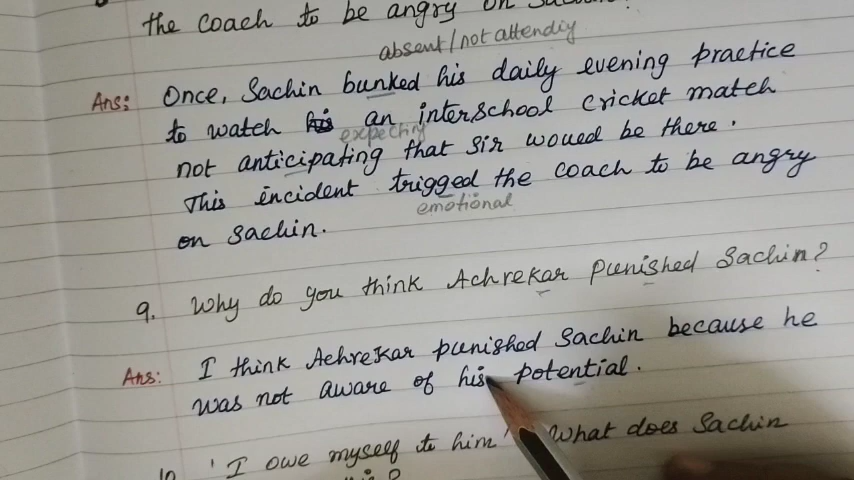 the coach to be angry on
absent/not attendiy
Ans: Once, Sachin bunked his daily evening practice
to watch his an interschool cricket match
expecting
not anticipating that Sir woued be there.
This incident trigged the coach to be angry
emotional
on Sachin.
9. Why do you think Achrekar punished Sachin?
Ans: I think Achrekar punished Sachin because he
was not aware of his potential.
10 'I owe myself to him' What does Sachin